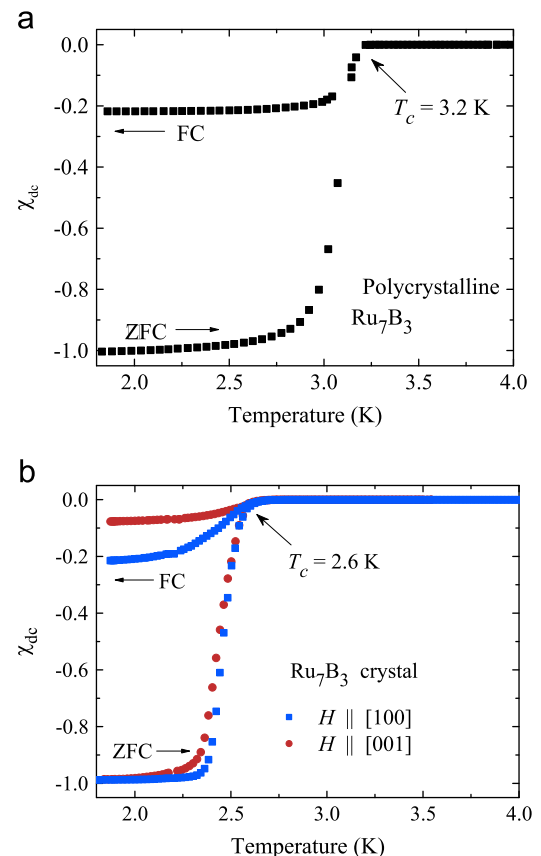 a
0.0
-0.2
-0.4
-0.6
-0.8
-1.0
χdc
FC
Tc = 3.2 K
ZFC
Polycrystalline
Ru7B3
2.0 2.5 3.0 3.5 4.0
Temperature (K)
b
0.0
-0.2
-0.4
-0.6
-0.8
-1.0
χdc
FC
Tc = 2.6 K
Ru7B3 crystal
H || [100]
H || [001]
ZFC
2.0 2.5 3.0 3.5 4.0
Temperature (K)